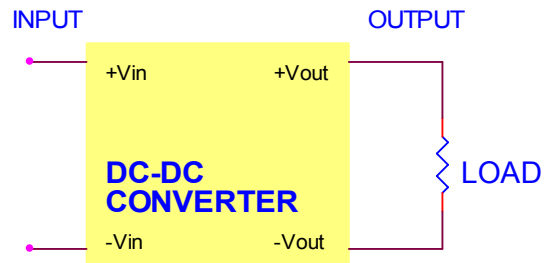 INPUT
OUTPUT
+Vin
+Vout
DC-DC
CONVERTER
LOAD
-Vin
-Vout